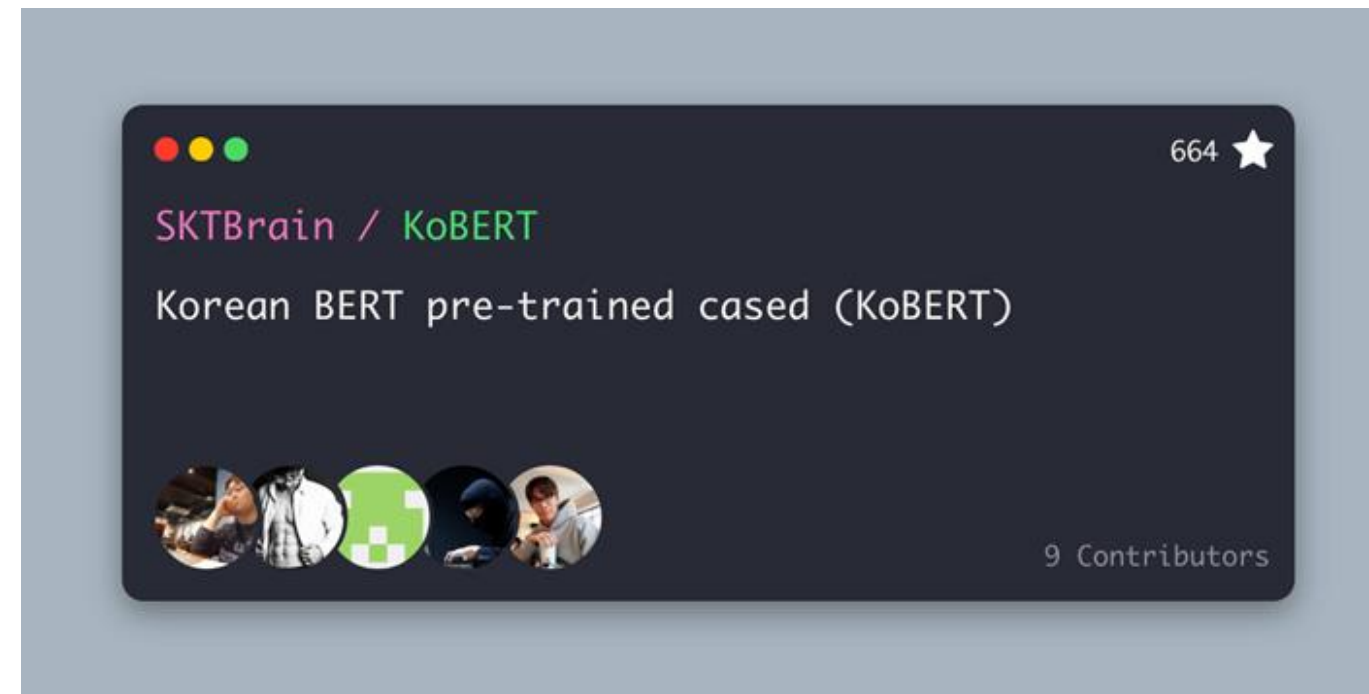 664
SKTBrain / KoBERT
Korean BERT pre-trained cased (KoBERT)
9 Contributors